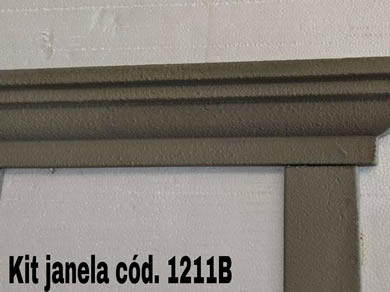 Kit janela cód. 1211B